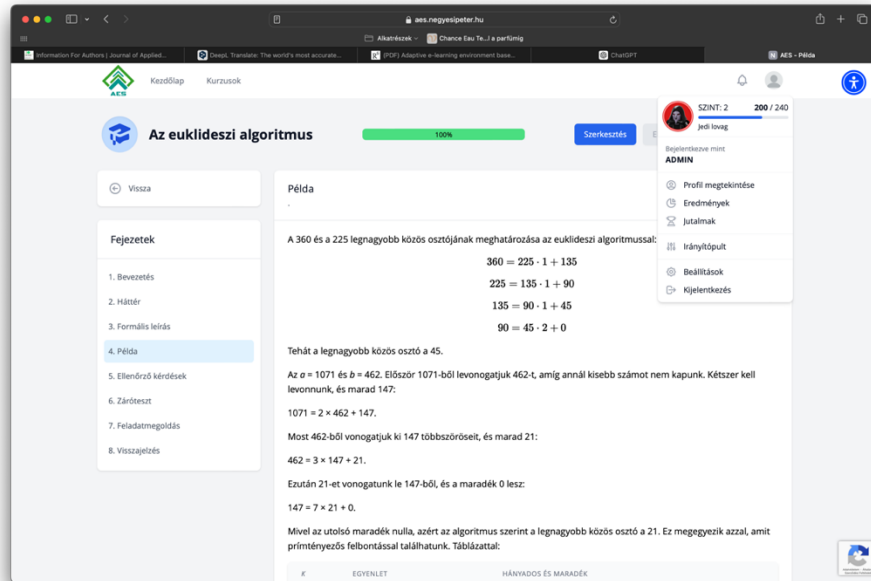 aes.negyesipeter.hu
Alkatrészek
Chance Eau Te...l a parfümig
Information For Authors | Journal of Applied...
DeepL Translate: The world's most accurate...
(PDF) Adaptive e-learning environment base...
ChatGPT
AES – Példa
AES
Kezdőlap
Kurzusok
SZINT: 2
200 / 240
Jedi lovag
Bejelentkezve mint
ADMIN
Profil megtekintése
Eredmények
Jutalmak
Irányítópult
Beállítások
Kijelentkezés
Az euklideszi algoritmus
100%
Szerkesztés
Vissza
Fejezetek
1. Bevezetés
2. Háttér
3. Formális leírás
4. Példa
5. Ellenőrző kérdések
6. Záróteszt
7. Feladatmegoldás
8. Visszajelzés
Példa
A 360 és a 225 legnagyobb közös osztójának meghatározása az euklideszi algoritmussal:
360 = 225 · 1 + 135
225 = 135 · 1 + 90
135 = 90 · 1 + 45
90 = 45 · 2 + 0
Tehát a legnagyobb közös osztó a 45.
Az a = 1071 és b = 462. Először 1071-ből levonogatjuk 462-t, amíg annál kisebb számot nem kapunk. Kétszer kell
levonnunk, és marad 147:
1071 = 2 × 462 + 147.
Most 462-ből vonogatjuk ki 147 többszöröseit, és marad 21:
462 = 3 × 147 + 21.
Ezután 21-et vonogatunk le 147-ből, és a maradék 0 lesz:
147 = 7 × 21 + 0.
Mivel az utolsó maradék nulla, azért az algoritmus szerint a legnagyobb közös osztó a 21. Ez megegyezik azzal, amit
prímtényezős felbontással találhatunk. Táblázattal:
K
EGYENLET
HÁNYADOS ÉS MARADÉK